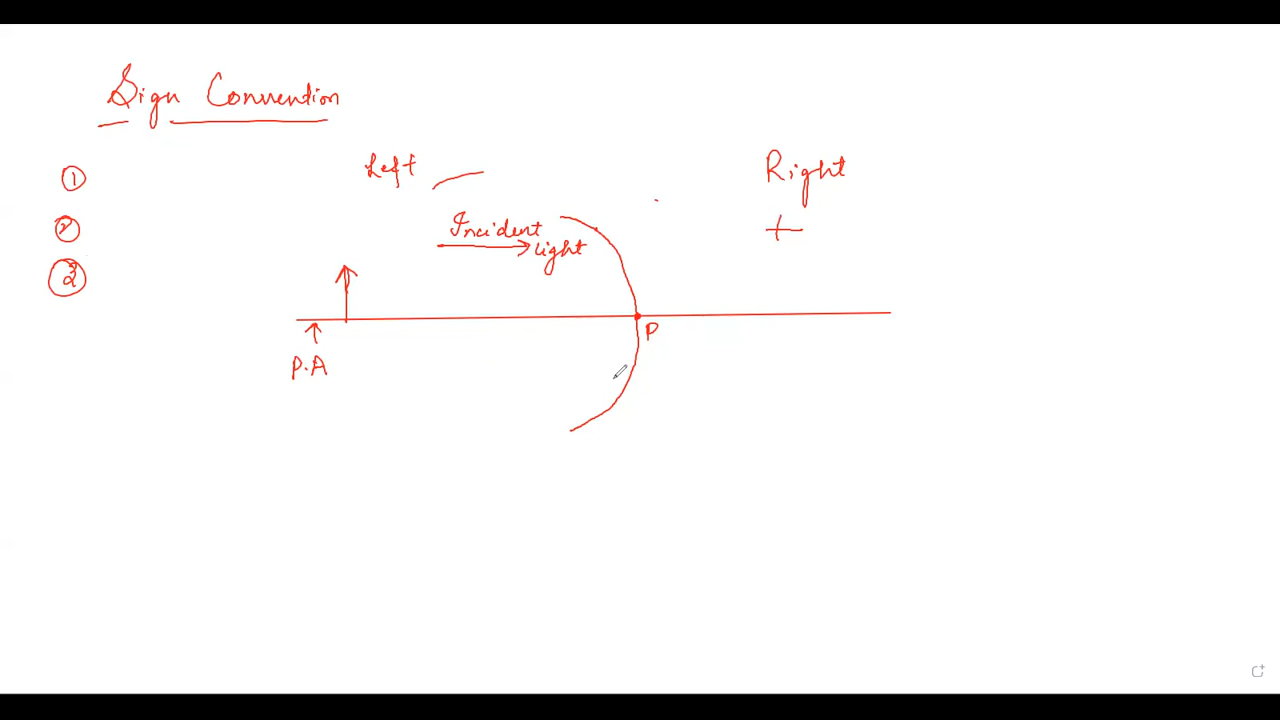 Sign Convention
①
Left
Right
②
Incident
light
+
③
P
P.A